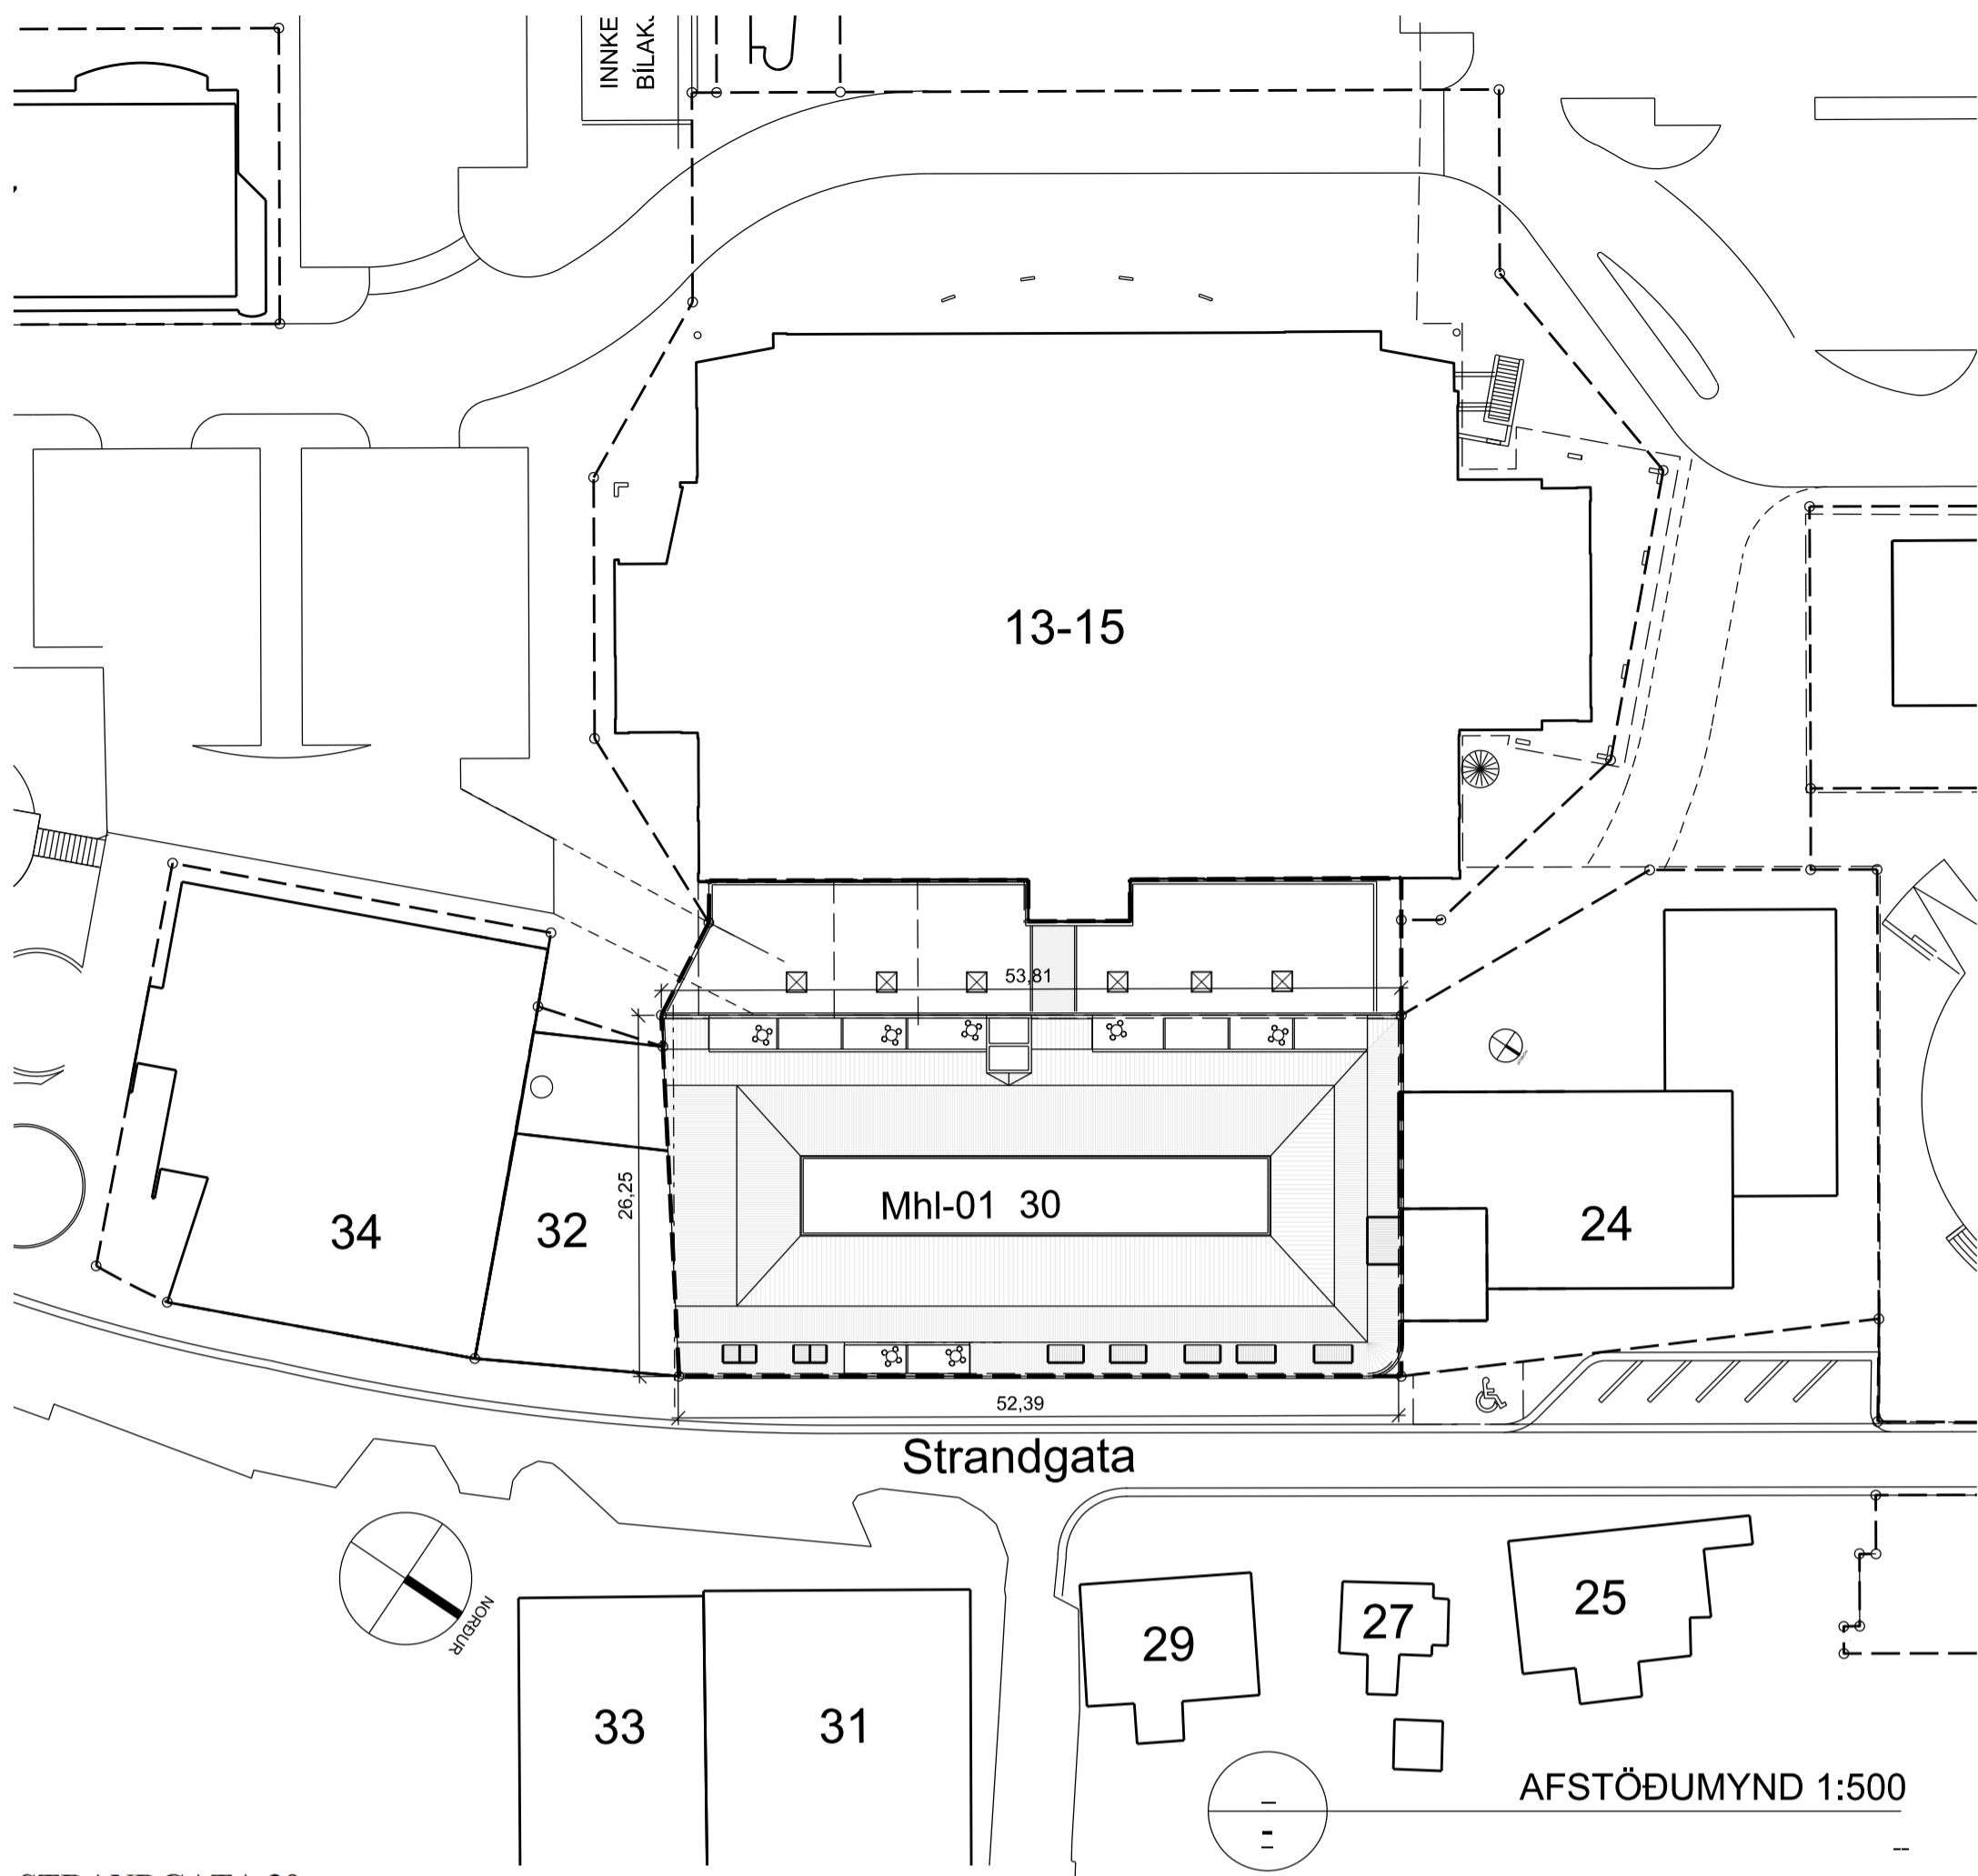 INNKE
BÍLAK
13-15
53,81
26,25
Mhl-01 30
34
32
24
52,39
Strandgata
NORÐUR
29
27
25
33
31
AFSTÖÐUMYND 1:500
--